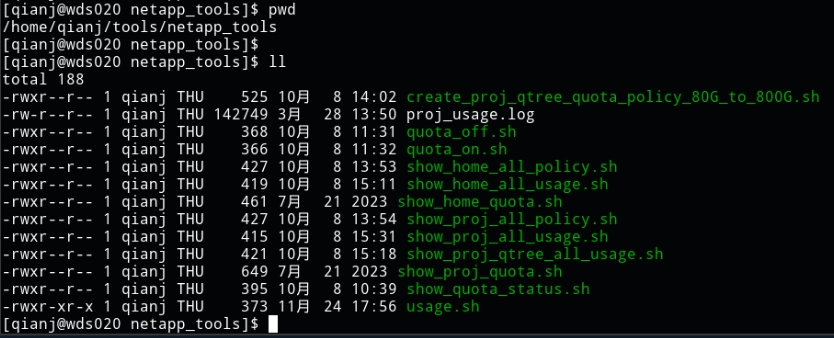 [qianj@wds020 netapp_tools]$ pwd
/home/qianj/tools/netapp_tools
[qianj@wds020 netapp_tools]$
[qianj@wds020 netapp_tools]$ ll
total 188
-rwxr--r-- 1 qianj THU    525 10月  8 14:02 create_proj_qtree_quota_policy_80G_to_800G.sh
-rw-r--r-- 1 qianj THU 142749 3月  28 13:50 proj_usage.log
-rwxr--r-- 1 qianj THU    368 10月  8 11:31 quota_off.sh
-rwxr--r-- 1 qianj THU    366 10月  8 11:32 quota_on.sh
-rwxr--r-- 1 qianj THU    427 10月  8 13:53 show_home_all_policy.sh
-rwxr--r-- 1 qianj THU    419 10月  8 15:11 show_home_all_usage.sh
-rwxr--r-- 1 qianj THU    461 7月  21 2023 show_home_quota.sh
-rwxr--r-- 1 qianj THU    427 10月  8 13:54 show_proj_all_policy.sh
-rwxr--r-- 1 qianj THU    415 10月  8 15:31 show_proj_all_usage.sh
-rwxr--r-- 1 qianj THU    421 10月  8 15:18 show_proj_qtree_all_usage.sh
-rwxr--r-- 1 qianj THU    649 7月  21 2023 show_proj_quota.sh
-rwxr--r-- 1 qianj THU    395 10月  8 10:39 show_quota_status.sh
-rwxr-xr-x 1 qianj THU    373 11月 24 17:56 usage.sh
[qianj@wds020 netapp_tools]$